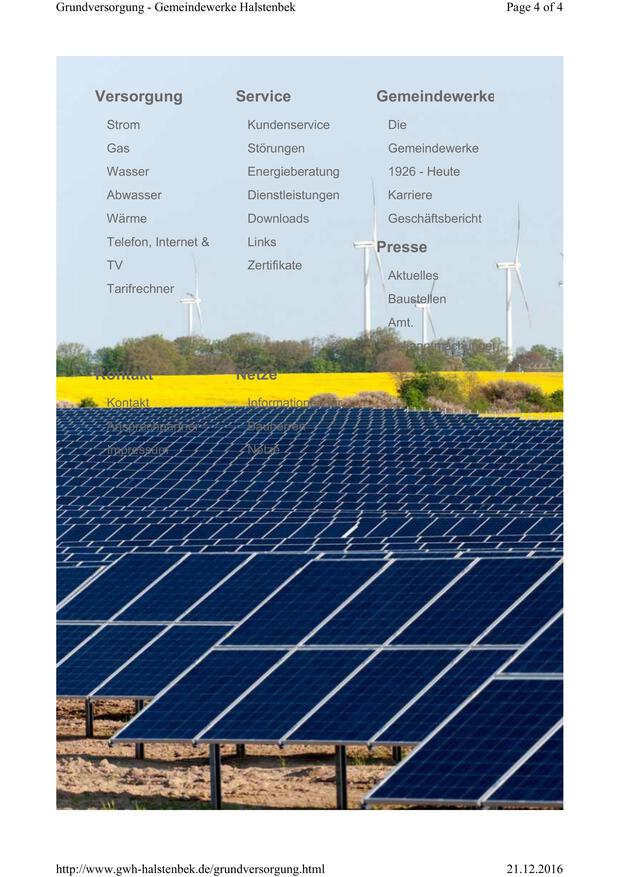 Grundversorgung - Gemeindewerke Halstenbek
Page 4 of 4
Versorgung
Strom
Gas
Wasser
Abwasser
Wärme
Telefon, Internet &
TV
Tarifrechner
Service
Kundenservice
Störungen
Energieberatung
Dienstleistungen
Downloads
Links
Zertifikate
Gemeindewerke
Die
Gemeindewerke
1926 - Heute
Karriere
Geschäftsbericht
Presse
Aktuelles
Baustellen
Amt.
Kontakt
Kontakt
Ansprechpartner
Impressum
Netze
Bauherren
Netze
http://www.gwh-halstenbek.de/grundversorgung.html
21.12.2016